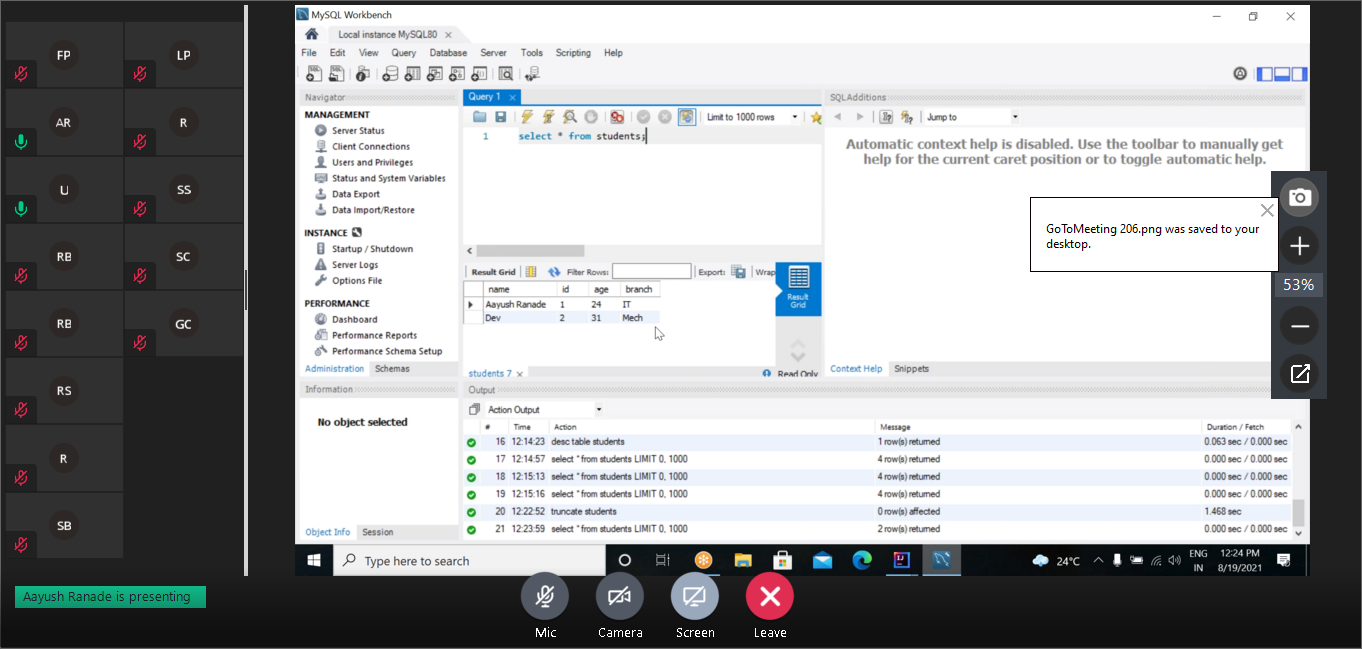 FP
LP
AR
R
U
SS
RB
SC
RB
GC
RS
R
SB
Aayush Ranade is presenting
MySQL Workbench
Local instance MySQL80
File Edit View Query Database Server Tools Scripting Help
Navigator
MANAGEMENT
Server Status
Client Connections
Users and Privileges
Status and System Variables
Data Export
Data Import/Restore
INSTANCE
Startup / Shutdown
Server Logs
Options File
PERFORMANCE
Dashboard
Performance Reports
Performance Schema Setup
Administration Schemas
Information
No object selected
Object Info Session
Query 1
Limit to 1000 rows
1 select * from students;
Result Grid Filter Rows: Export: Wrap
name id age branch
Aayush Ranade 1 24 IT
Dev 2 31 Mech
Result
Grid
students 7 Read Only
SQLAdditions
Jump to
Automatic context help is disabled. Use the toolbar to manually get
help for the current caret position or to toggle automatic help.
Context Help Snippets
GoToMeeting 206.png was saved to your
desktop.
53%
Output
Action Output
# Time Action Message Duration / Fetch
16 12:14:23 desc table students 1 row(s) returned 0.063 sec / 0.000 sec
17 12:14:57 select * from students LIMIT 0, 1000 4 row(s) returned 0.000 sec / 0.000 sec
18 12:15:13 select * from students LIMIT 0, 1000 4 row(s) returned 0.000 sec / 0.000 sec
19 12:15:16 select * from students LIMIT 0, 1000 4 row(s) returned 0.000 sec / 0.000 sec
20 12:22:52 truncate students 0 row(s) affected 1.468 sec
21 12:23:59 select * from students LIMIT 0, 1000 2 row(s) returned 0.000 sec / 0.000 sec
Type here to search
24°C
ENG
IN
12:24 PM
8/19/2021
Mic Camera Screen Leave